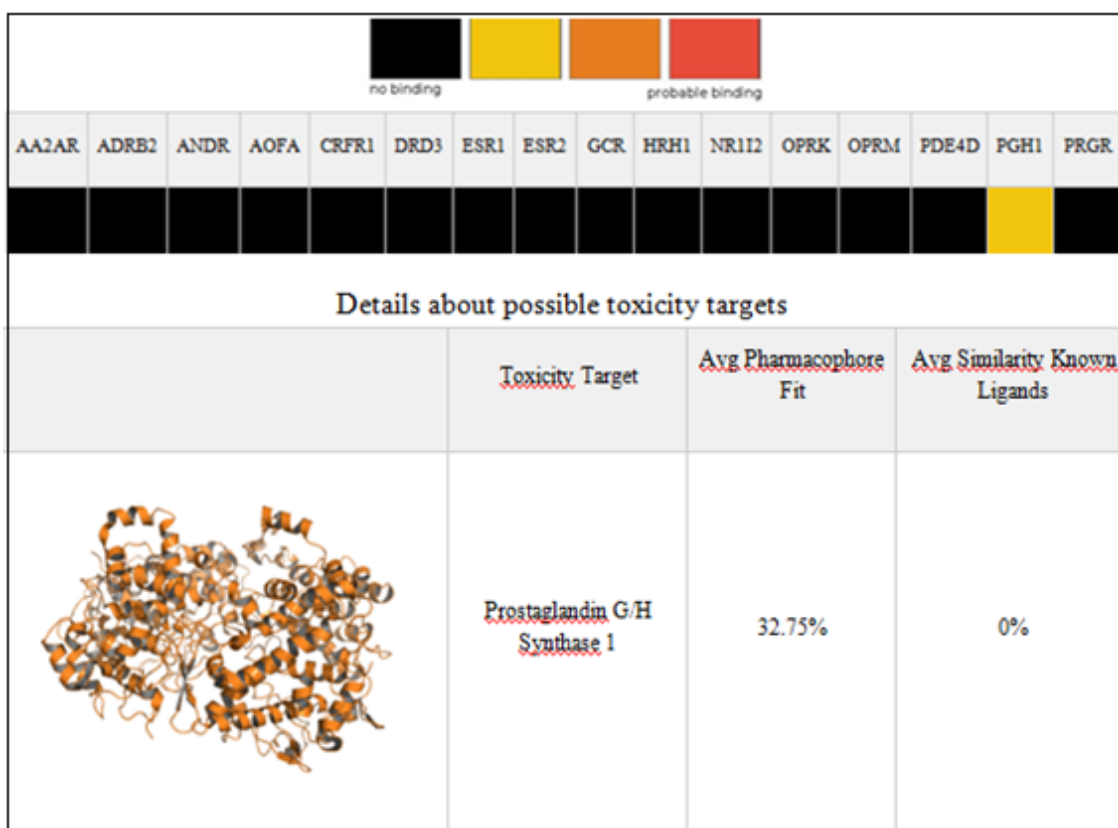 no binding
probable binding
AA2AR ADRB2 ANDR AOFA CRFR1 DRD3 ESR1 ESR2 GCR HRH1 NR1I2 OPRK OPRM PDE4D PGH1 PRGR
Details about possible toxicity targets
Toxicity Target
Avg Pharmacophore
Fit
Avg Similarity Known
Ligands
Prostaglandin G/H
Synthase 1
32.75%
0%